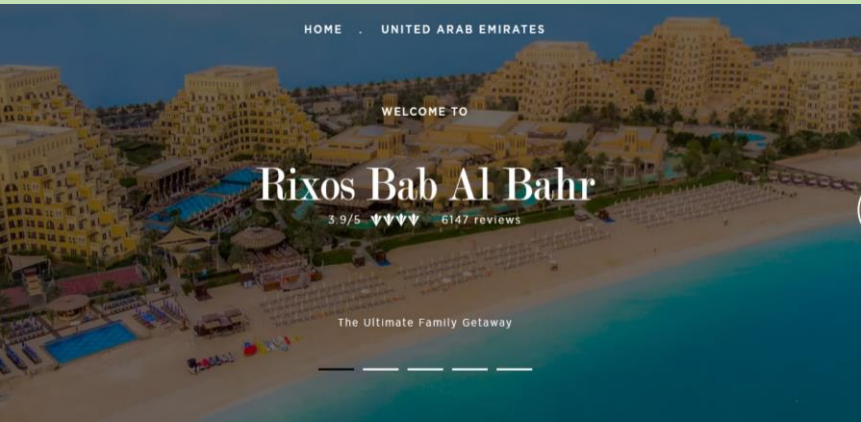 HOME . UNITED ARAB EMIRATES
WELCOME TO
Rixos Bab Al Bahr
3.9/5 6147 reviews
The Ultimate Family Getaway